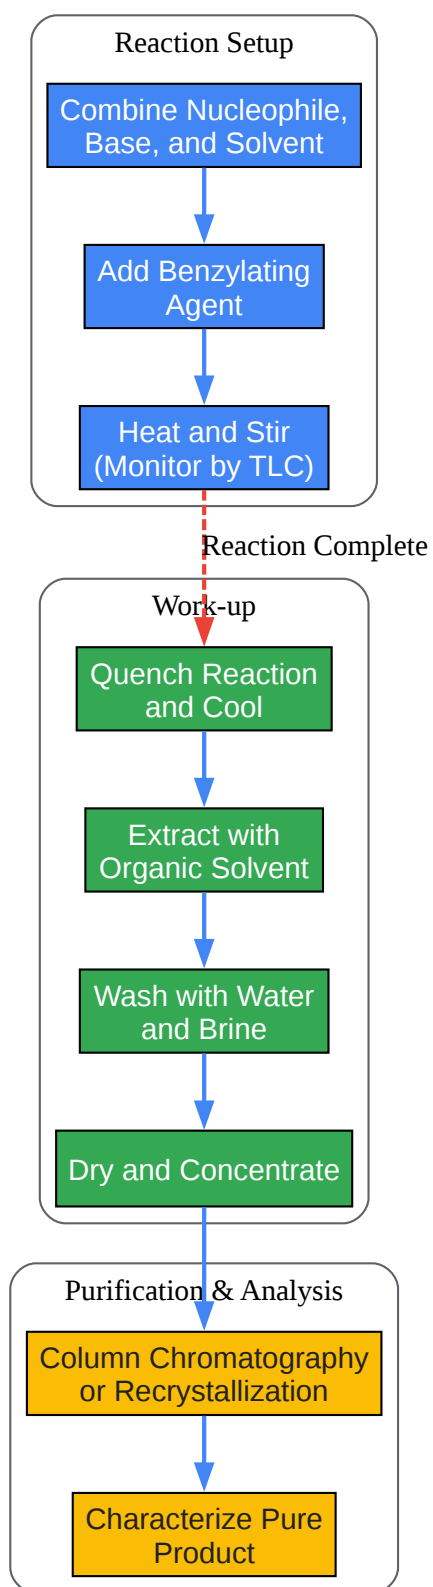 Reaction Setup
Combine Nucleophile,
Base, and Solvent
Add Benzylating
Agent
Heat and Stir
(Monitor by TLC)
Reaction Complete
Work-up
Quench Reaction
and Cool
Extract with
Organic Solvent
Wash with Water
and Brine
Dry and Concentrate
Purification & Analysis
Column Chromatography
or Recrystallization
Characterize Pure
Product